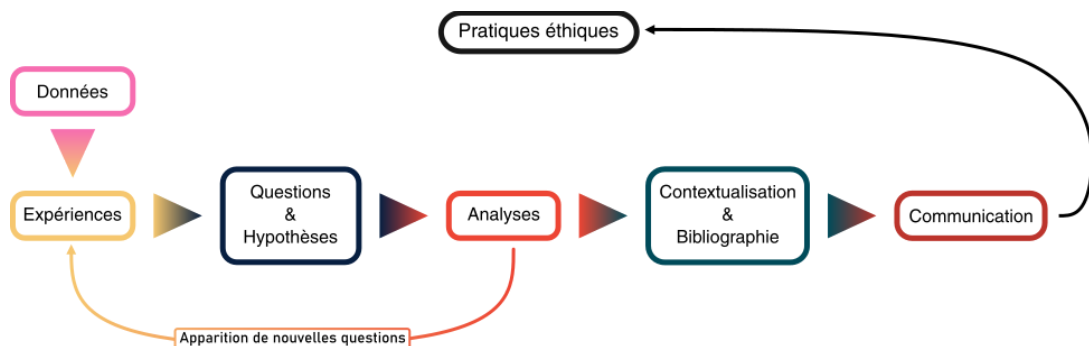 Pratiques éthiques
Données
Expériences
Questions
&
Hypothèses
Analyses
Contextualisation
&
Bibliographie
Communication
Apparition de nouvelles questions